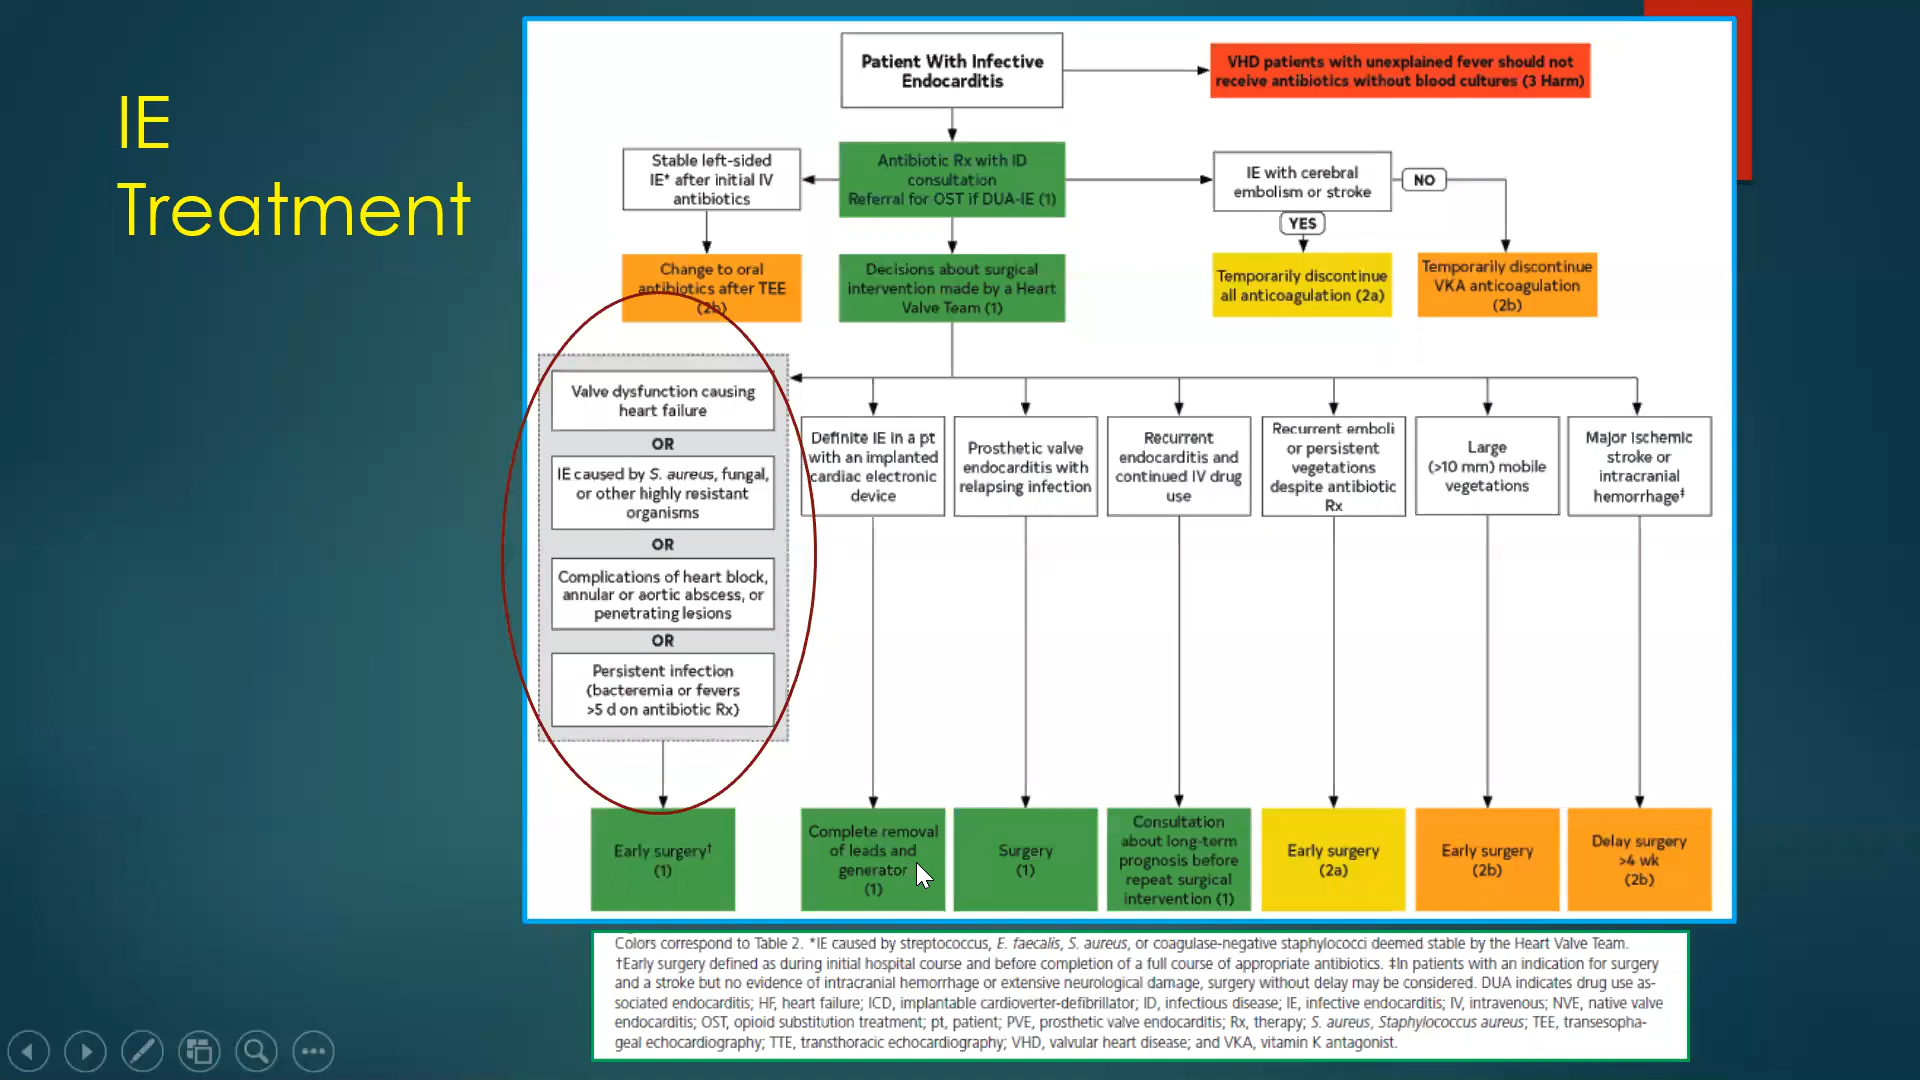 IE
Treatment
Patient With Infective
Endocarditis
VHD patients with unexplained fever should not
receive antibiotics without blood cultures (3 Harm)
Stable left-sided
IE* after initial IV
antibiotics
Antibiotic Rx with ID
consultation
Referral for OST if DUA-IE (1)
IE with cerebral
embolism or stroke
NO
YES
Change to oral
antibiotics after TEE
(2b)
Decisions about surgical
intervention made by a Heart
Valve Team (1)
Temporarily discontinue
all anticoagulation (2a)
Temporarily discontinue
VKA anticoagulation
(2b)
Valve dysfunction causing
heart failure
OR
IE caused by S. aureus, fungal,
or other highly resistant
organisms
OR
Complications of heart block,
annular or aortic abscess, or
penetrating lesions
OR
Persistent infection
(bacteremia or fevers
>5 d on antibiotic Rx)
Definite IE in a pt
with an implanted
cardiac electronic
device
Prosthetic valve
endocarditis with
relapsing infection
Recurrent
endocarditis and
continued IV drug
use
Recurrent emboli
or persistent
vegetations
despite antibiotic
Rx
Large
(>10 mm) mobile
vegetations
Major ischemic
stroke or
intracranial
hemorrhage‡
Early surgery†
(1)
Complete removal
of leads and
generator
(1)
Surgery
(1)
Consultation
about long-term
prognosis before
repeat surgical
intervention (1)
Early surgery
(2a)
Early surgery
(2b)
Delay surgery
>4 wk
(2b)
Colors correspond to Table 2. *IE caused by streptococcus, E. faecalis, S. aureus, or coagulase-negative staphylococci deemed stable by the Heart Valve Team.
†Early surgery defined as during initial hospital course and before completion of a full course of appropriate antibiotics. ‡In patients with an indication for surgery
and a stroke but no evidence of intracranial hemorrhage or extensive neurological damage, surgery without delay may be considered. DUA indicates drug use as-
sociated endocarditis; HF, heart failure; ICD, implantable cardioverter-defibrillator; ID, infectious disease; IE, infective endocarditis; IV, intravenous; NVE, native valve
endocarditis; OST, opioid substitution treatment; pt, patient; PVE, prosthetic valve endocarditis; Rx, therapy; S. aureus, Staphylococcus aureus; TEE, transesopha-
geal echocardiography; TTE, transthoracic echocardiography; VHD, valvular heart disease; and VKA, vitamin K antagonist.